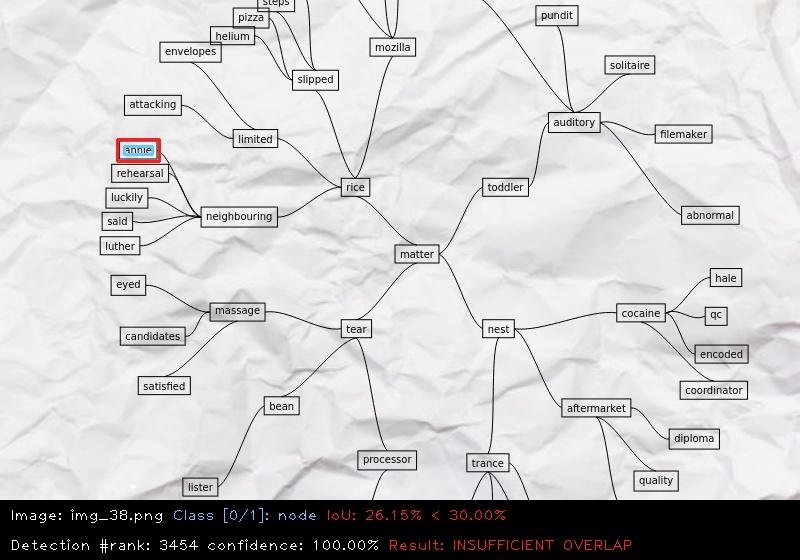 steps
pizza
pundit
helium
mozilla
envelopes
solitaire
slipped
attacking
auditory
limited
filemaker
annie
rehearsal
rice
toddler
luckily
said
neighbouring
abnormal
luther
matter
eyed
hale
massage
cocaine
qc
candidates
tear
nest
encoded
satisfied
coordinator
bean
aftermarket
diploma
processor
trance
quality
lister
Image: img_38.png Class [0/1]: node IoU: 26.15% < 30.00%
Detection #rank: 3454 confidence: 100.00% Result: INSUFFICIENT OVERLAP